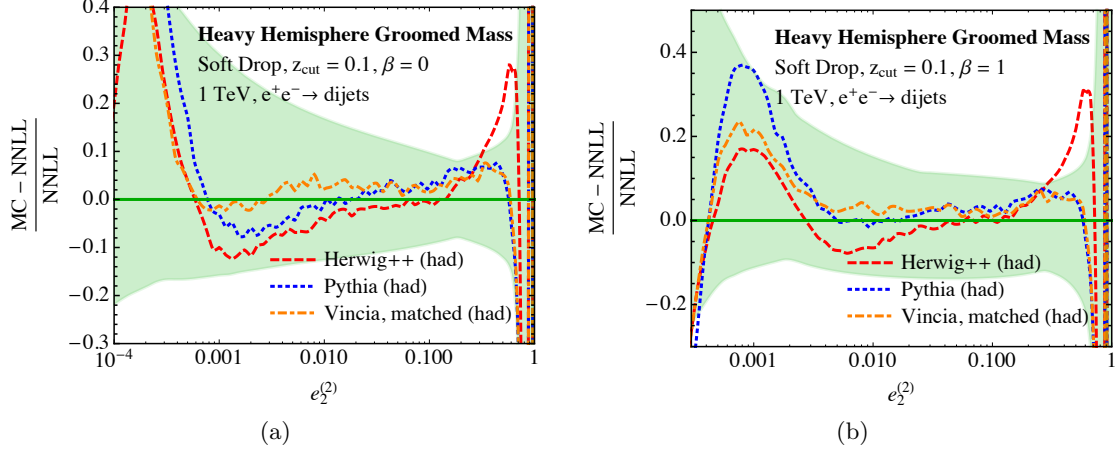 Heavy Hemisphere Groomed Mass
Soft Drop, z_cut = 0.1, β = 0
1 TeV, e⁺e⁻ → dijets
MC – NNLL
NNLL
0.4
0.2
0.1
0.0
−0.1
−0.2
−0.3
Herwig++ (had)
Pythia (had)
Vincia, matched (had)
10⁻⁴
0.001
0.010
0.100
1
e₂⁽²⁾
(a)
Heavy Hemisphere Groomed Mass
Soft Drop, z_cut = 0.1, β = 1
1 TeV, e⁺e⁻ → dijets
MC – NNLL
NNLL
0.4
0.2
0.0
−0.2
Herwig++ (had)
Pythia (had)
Vincia, matched (had)
0.001
0.010
0.100
1
e₂⁽²⁾
(b)